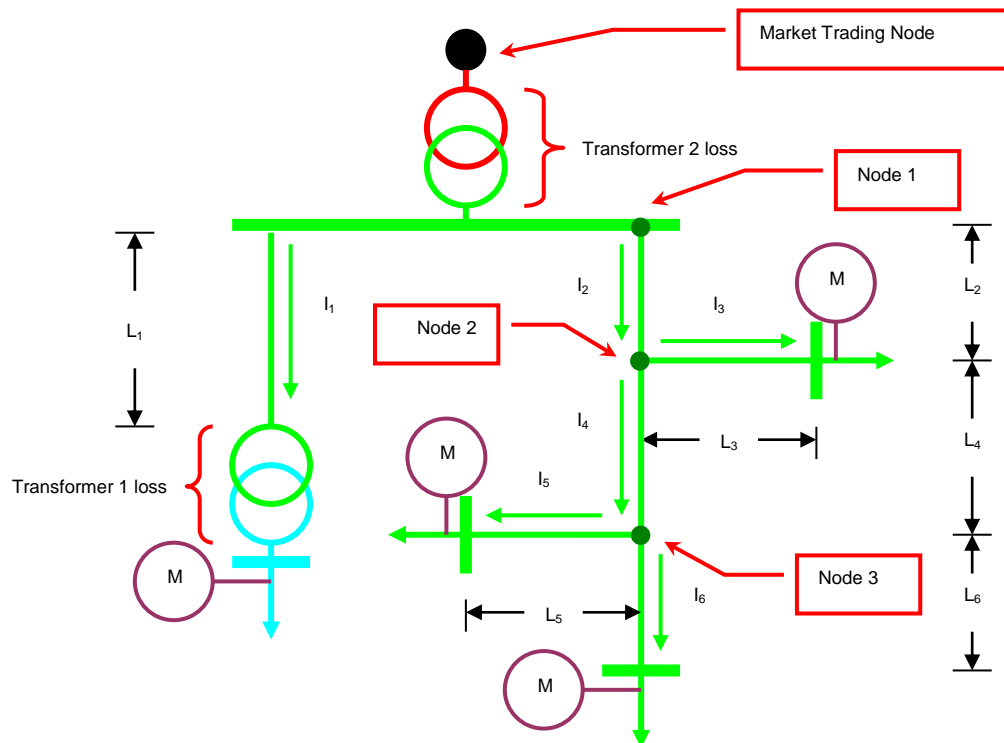 Market Trading Node
Transformer 2 loss
Node 1
M
L₂
I₁
I₂
I₃
L₁
Node 2
I₄
L₃
L₄
M
Transformer 1 loss
I₅
M
Node 3
I₆
L₆
L₅
M